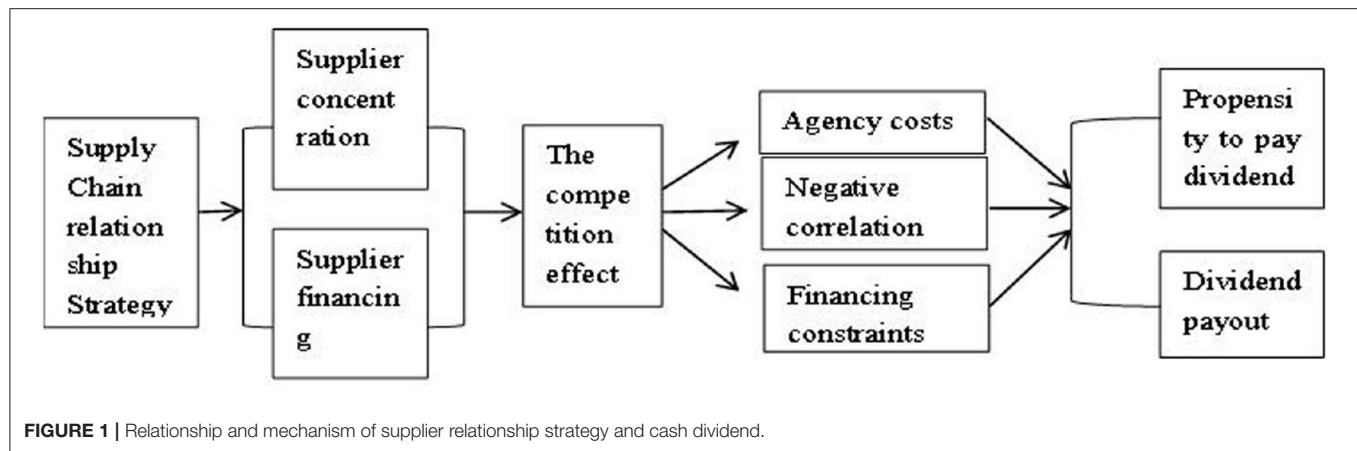 Supply
Chain
relation
ship
Strategy
Supplier
concent
ration
Supplier
financin
g
The
compe
tition
effect
Agency costs
Negative
correlation
Financing
constraints
Propensi
ty to pay
dividend
Dividend
payout
FIGURE 1 | Relationship and mechanism of supplier relationship strategy and cash dividend.